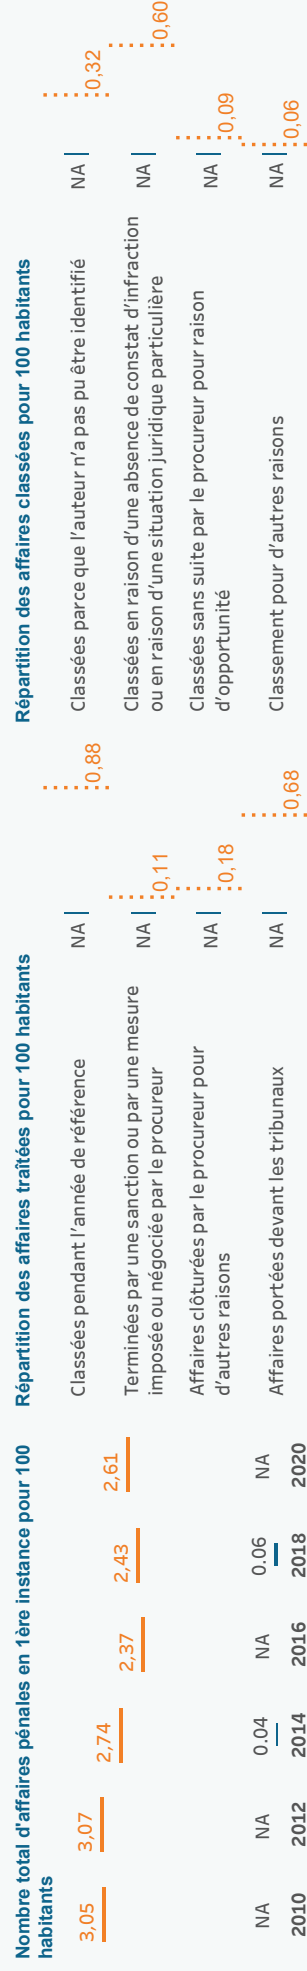 Nombre total d'affaires pénales en 1ère instance pour 100
habitants
3,05
3,07
2,74
2,37
2,43
2,61
NA
NA
0.04
NA
0.06
NA
2010
2012
2014
2016
2018
2020
Répartition des affaires traîtées pour 100 habitants
Classées pendant l'année de référence
NA
0,88
Terminées par une sanction ou par une mesure
imposée ou négociée par le procureur
NA
0,11
Affaires clôturées par le procureur pour
d'autres raisons
NA
0,18
Affaires portées devant les tribunaux
NA
0,68
Répartition des affaires classées pour 100 habitants
Classées parce que l'auteur n'a pas pu être identifié
NA
0,32
Classées en raison d'une absence de constat d'infraction
ou en raison d'une situation juridique particulière
NA
0,60
Classées sans suite par le procureur pour raison
d'opportunité
NA
0,09
Classement pour d'autres raisons
NA
0,06